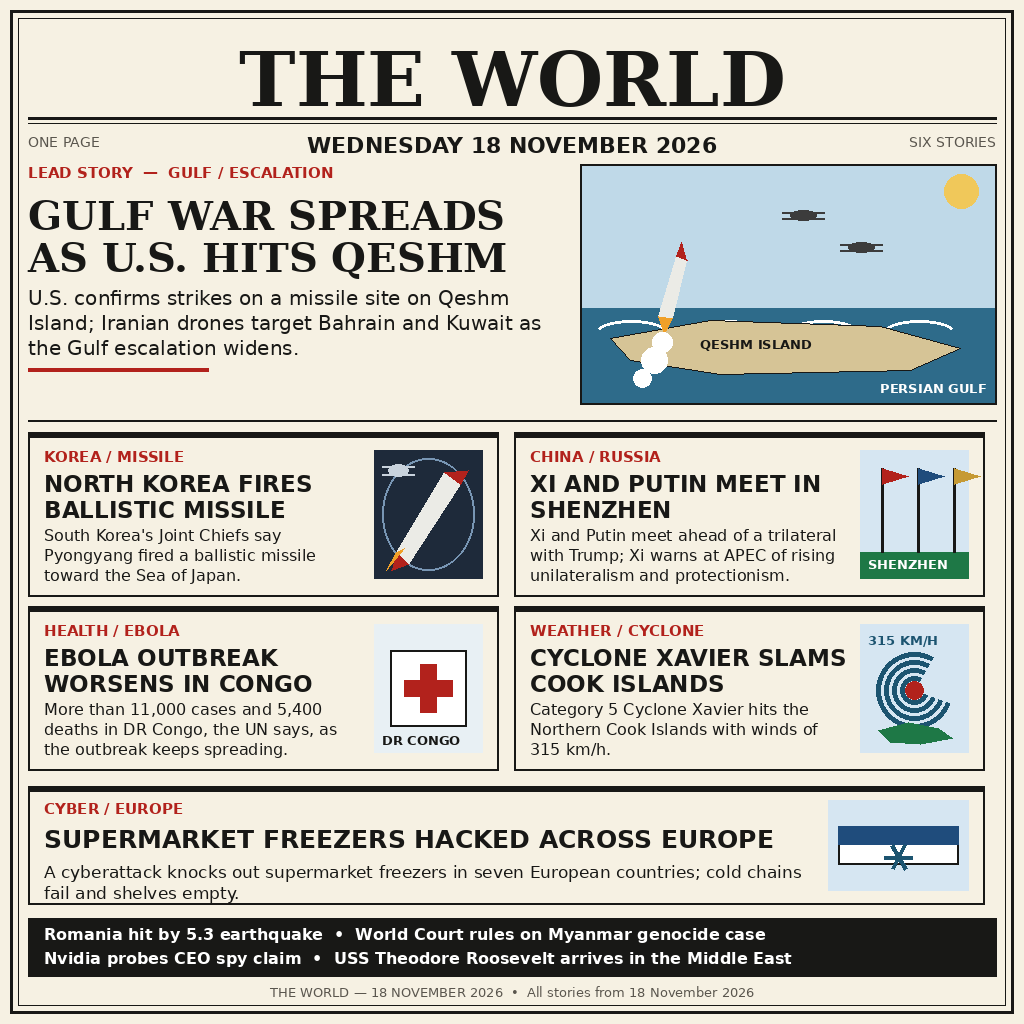 THE WORLD
ONE PAGE
WEDNESDAY 18 NOVEMBER 2026
SIX STORIES
LEAD STORY — GULF / ESCALATION
GULF WAR SPREADS
AS U.S. HITS QESHM
U.S. confirms strikes on a missile site on Qeshm
Island; Iranian drones target Bahrain and Kuwait as
the Gulf escalation widens.
QESHM ISLAND
PERSIAN GULF
KOREA / MISSILE
NORTH KOREA FIRES
BALLISTIC MISSILE
South Korea's Joint Chiefs say
Pyongyang fired a ballistic missile
toward the Sea of Japan.
CHINA / RUSSIA
XI AND PUTIN MEET IN
SHENZHEN
Xi and Putin meet ahead of a trilateral
with Trump; Xi warns at APEC of rising
unilateralism and protectionism.
SHENZHEN
HEALTH / EBOLA
EBOLA OUTBREAK
WORSENS IN CONGO
More than 11,000 cases and 5,400
deaths in DR Congo, the UN says, as
the outbreak keeps spreading.
DR CONGO
WEATHER / CYCLONE
CYCLONE XAVIER SLAMS
COOK ISLANDS
Category 5 Cyclone Xavier hits the
Northern Cook Islands with winds of
315 km/h.
315 KM/H
CYBER / EUROPE
SUPERMARKET FREEZERS HACKED ACROSS EUROPE
A cyberattack knocks out supermarket freezers in seven European countries; cold chains
fail and shelves empty.
Romania hit by 5.3 earthquake • World Court rules on Myanmar genocide case
Nvidia probes CEO spy claim • USS Theodore Roosevelt arrives in the Middle East
THE WORLD — 18 NOVEMBER 2026 • All stories from 18 November 2026